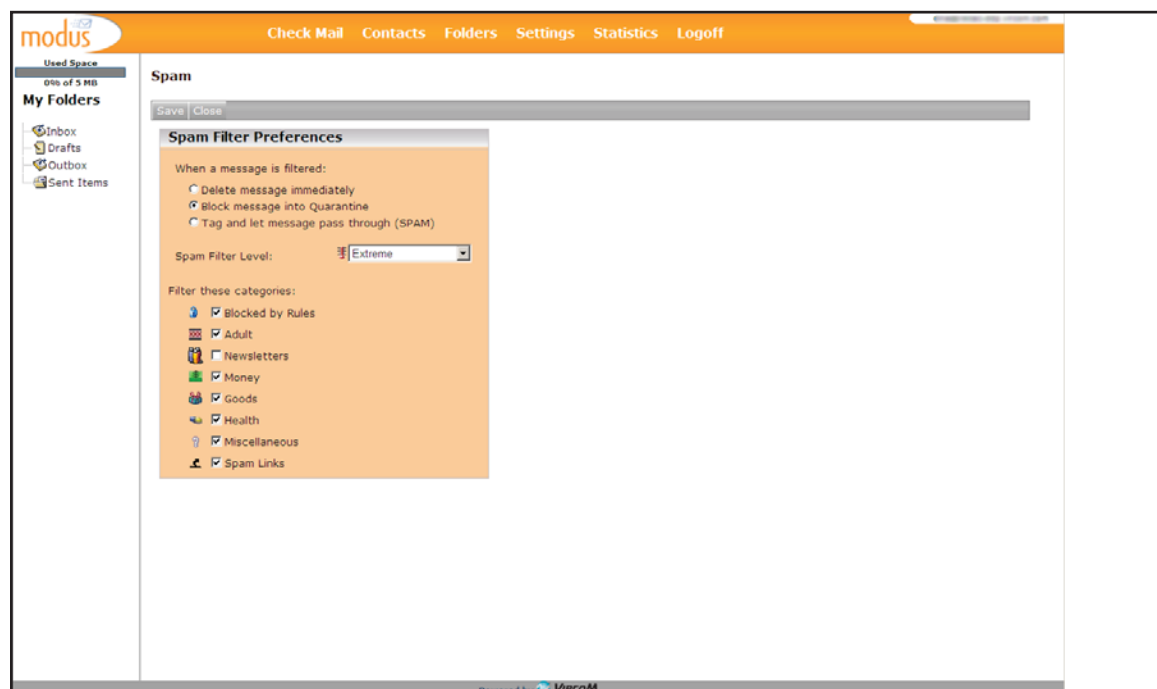 modus
Check Mail Contacts Folders Settings Statistics Logoff
Used Space
0% of 5 MB
My Folders
Inbox
Drafts
Outbox
Sent Items
Spam
Save Close
Spam Filter Preferences
When a message is filtered:
Delete message immediately
Block message into Quarantine
Tag and let message pass through (SPAM)
Spam Filter Level: Extreme
Filter these categories:
Blocked by Rules
Adult
Newsletters
Money
Goods
Health
Miscellaneous
Spam Links